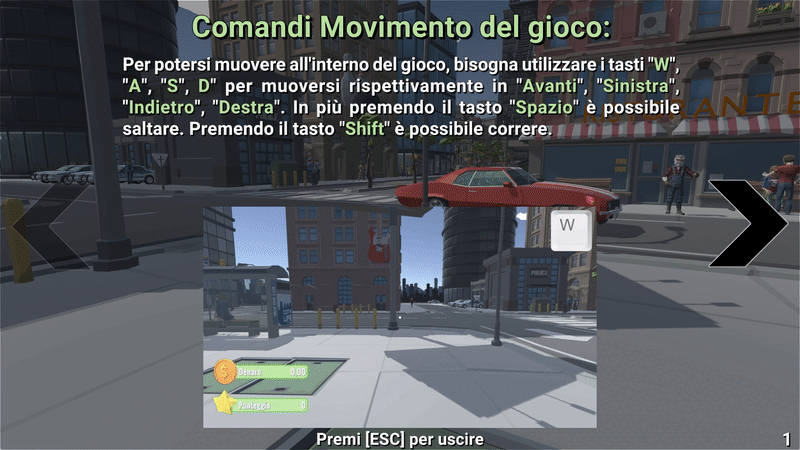 Comandi Movimento del gioco:
Per potersi muovere all'interno del gioco, bisogna utilizzare i tasti "W",
"A", "S", D" per muoversi rispettivamente in "Avanti", "Sinistra",
"Indietro", "Destra". In più premendo il tasto "Spazio" è possibile
saltare. Premendo il tasto "Shift" è possibile correre.
W
POLICE
Denaro 0.00
Punteggio 0
Premi [ESC] per uscire
1